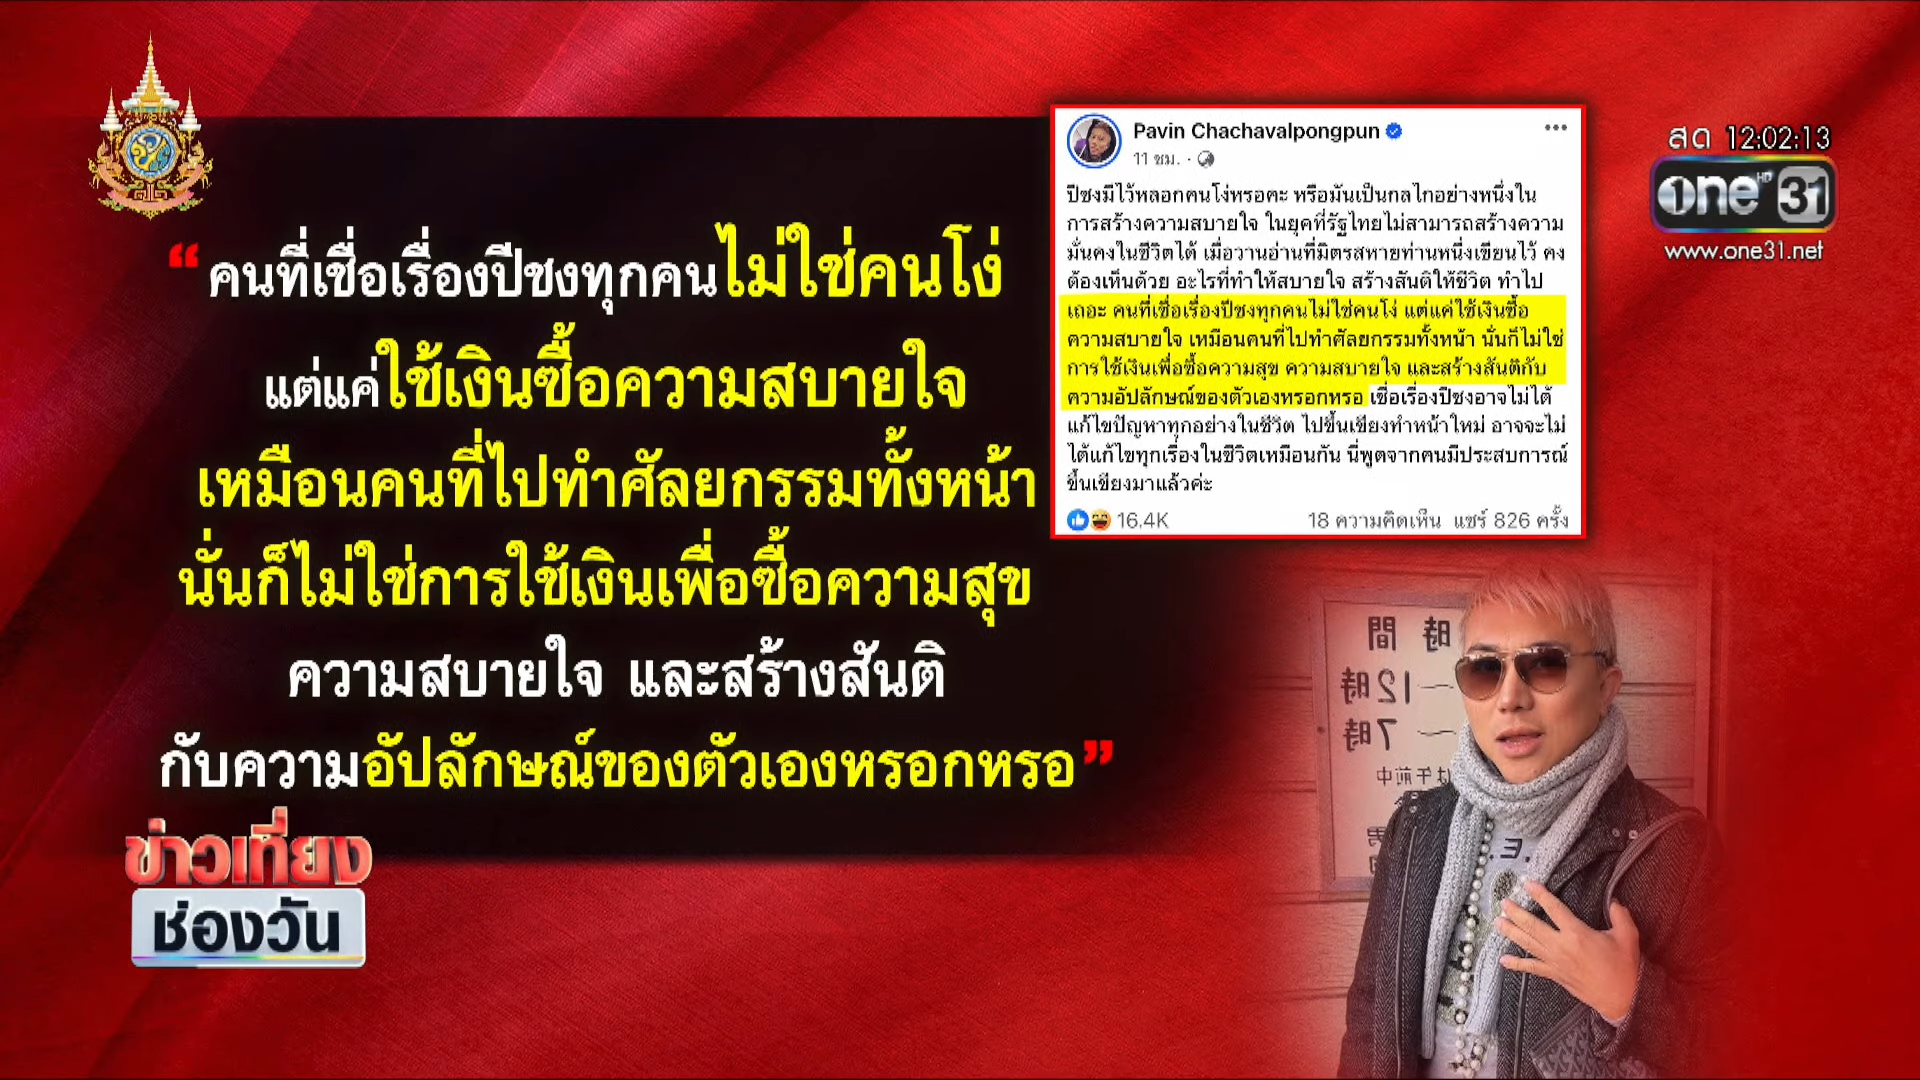 “คนที่เชื่อเรื่องปีชงทุกคนไม่ใช่คนโง่
แต่แค่ใช้เงินซื้อความสบายใจ
เหมือนคนที่ไปทำศัลยกรรมทั้งหน้า
นั่นก็ไม่ใช่การใช้เงินเพื่อซื้อความสุข
ความสบายใจ และสร้างสันติ
กับความอัปลักษณ์ของตัวเองหรอกหรอ”
Pavin Chachavalpongpun
11 ชม.
ปีชงมีไว้หลอกคนโง่หรอคะ หรือมันเป็นกลไกอย่างหนึ่งใน
การสร้างความสบายใจ ในยุคที่รัฐไทยไม่สามารถสร้างความ
มั่นคงในชีวิตได้ เมื่อวานอ่านที่มิตรสหายท่านหนึ่งเขียนไว้ คง
ต้องเห็นด้วย อะไรที่ทำให้สบายใจ สร้างสันติให้ชีวิต ทำไป
เถอะ คนที่เชื่อเรื่องปีชงทุกคนไม่ใช่คนโง่ แต่แค่ใช้เงินซื้อ
ความสบายใจ เหมือนคนที่ไปทำศัลยกรรมทั้งหน้า นั่นก็ไม่ใช่
การใช้เงินเพื่อซื้อความสุข ความสบายใจ และสร้างสันติกับ
ความอัปลักษณ์ของตัวเองหรอกหรอ เชื่อเรื่องปีชงอาจไม่ได้
แก้ไขปัญหาทุกอย่างในชีวิต ไปขึ้นเขียงทำหน้าใหม่ อาจจะไม่
ได้แก้ไขทุกเรื่องในชีวิตเหมือนกัน นี่พูดจากคนมีประสบการณ์
ขึ้นเขียงมาแล้วค่ะ
16.4K
18 ความคิดเห็น แชร์ 826 ครั้ง
สด 12:02:13
one HD 31
www.one31.net
ข่าวเที่ยง
ช่องวัน
時 間
12時
7時